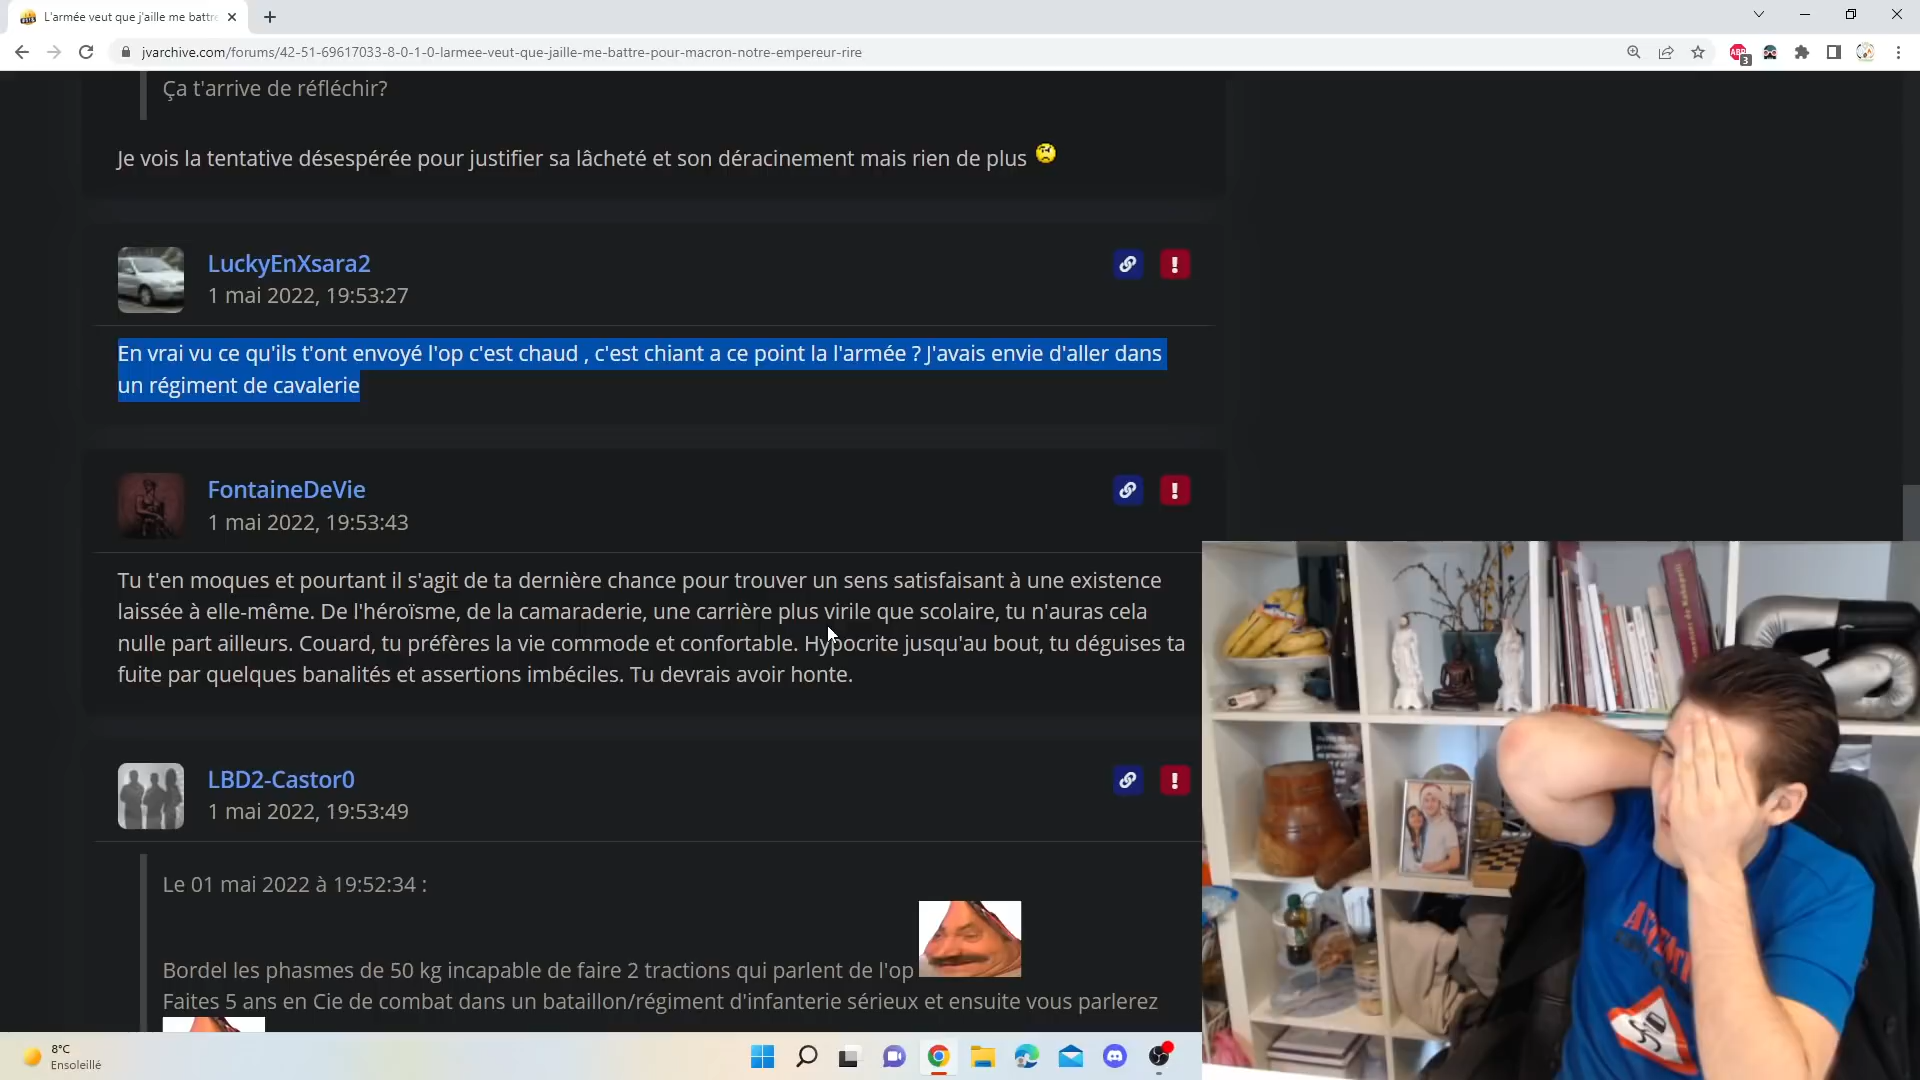 L'armée veut que j'aille me battre
jvarchive.com/forums/42-51-69617033-8-0-1-0-larmee-veut-que-jaille-me-battre-pour-macron-notre-empereur-rire
ABP
3
Ça t'arrive de réfléchir?
Je vois la tentative désespérée pour justifier sa lâcheté et son déracinement mais rien de plus
LuckyEnXsara2
1 mai 2022, 19:53:27
En vrai vu ce qu'ils t'ont envoyé l'op c'est chaud , c'est chiant a ce point la l'armée ? J'avais envie d'aller dans
un régiment de cavalerie
FontaineDeVie
1 mai 2022, 19:53:43
Tu t'en moques et pourtant il s'agit de ta dernière chance pour trouver un sens satisfaisant à une existence
laissée à elle-même. De l'héroïsme, de la camaraderie, une carrière plus virile que scolaire, tu n'auras cela
nulle part ailleurs. Couard, tu préfères la vie commode et confortable. Hypocrite jusqu'au bout, tu déguises ta
fuite par quelques banalités et assertions imbéciles. Tu devrais avoir honte.
LBD2-Castor0
1 mai 2022, 19:53:49
Le 01 mai 2022 à 19:52:34 :
Bordel les phasmes de 50 kg incapable de faire 2 tractions qui parlent de l'op
Faites 5 ans en Cie de combat dans un bataillon/régiment d'infanterie sérieux et ensuite vous parlerez
8°C
Ensoleillé